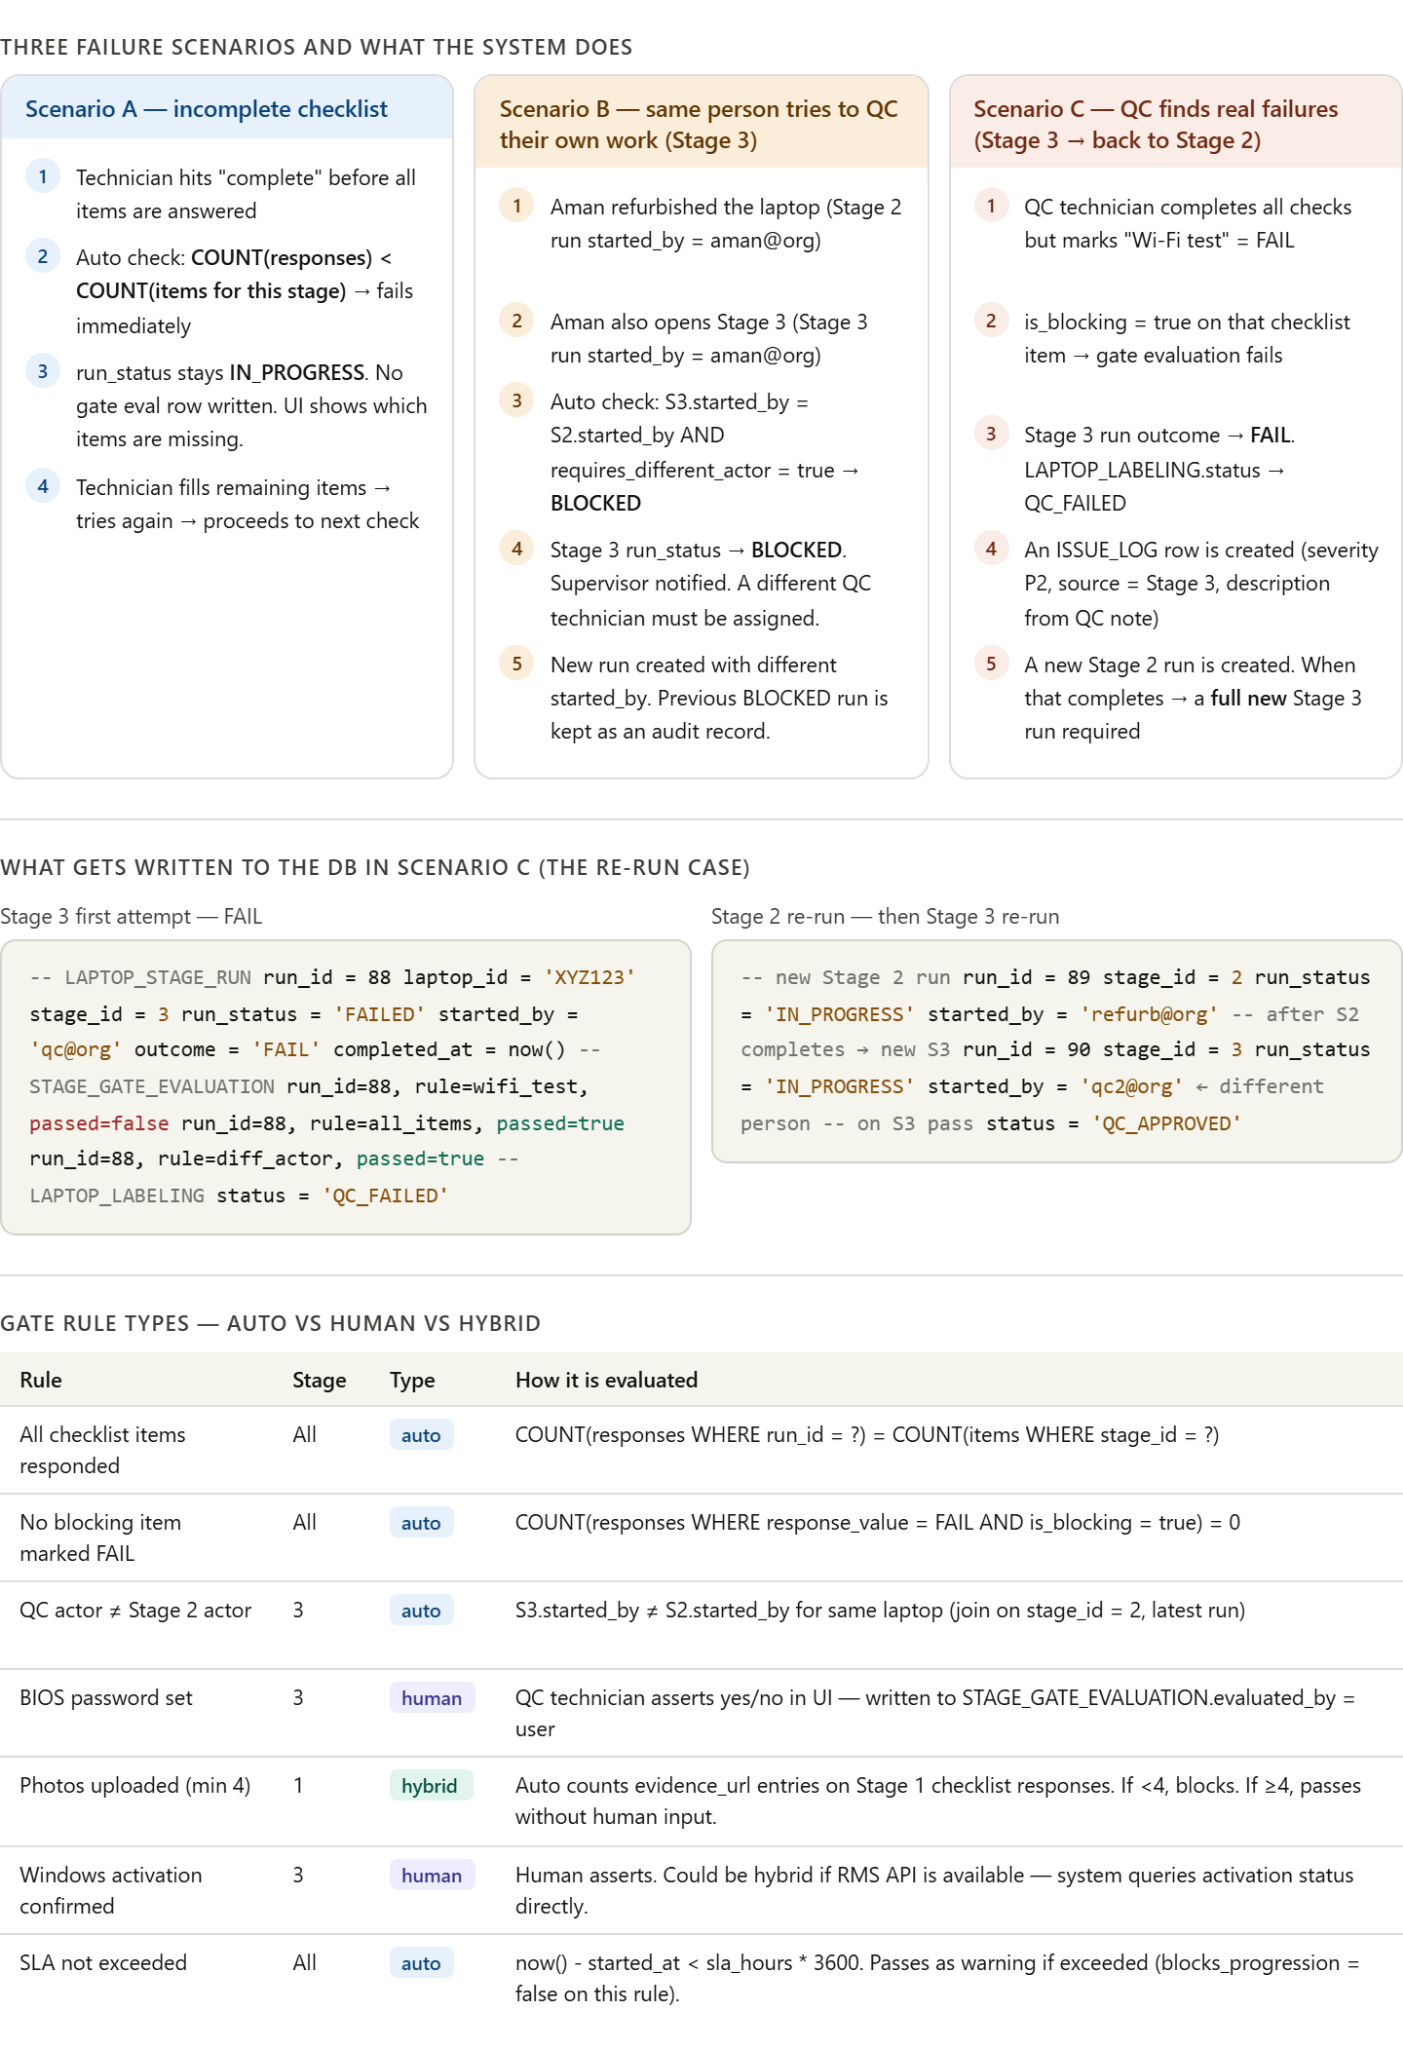 THREE FAILURE SCENARIOS AND WHAT THE SYSTEM DOES
Scenario A — incomplete checklist
1 Technician hits "complete" before all
items are answered
2 Auto check: COUNT(responses) <
COUNT(items for this stage) → fails
immediately
3 run_status stays IN_PROGRESS. No
gate eval row written. UI shows which
items are missing.
4 Technician fills remaining items →
tries again → proceeds to next check
Scenario B — same person tries to QC
their own work (Stage 3)
1 Aman refurbished the laptop (Stage 2
run started_by = aman@org)
2 Aman also opens Stage 3 (Stage 3
run started_by = aman@org)
3 Auto check: S3.started_by =
S2.started_by AND
requires_different_actor = true →
BLOCKED
4 Stage 3 run_status → BLOCKED.
Supervisor notified. A different QC
technician must be assigned.
5 New run created with different
started_by. Previous BLOCKED run is
kept as an audit record.
Scenario C — QC finds real failures
(Stage 3 → back to Stage 2)
1 QC technician completes all checks
but marks "Wi-Fi test" = FAIL
2 is_blocking = true on that checklist
item → gate evaluation fails
3 Stage 3 run outcome → FAIL.
LAPTOP_LABELING.status →
QC_FAILED
4 An ISSUE_LOG row is created (severity
P2, source = Stage 3, description
from QC note)
5 A new Stage 2 run is created. When
that completes → a full new Stage 3
run required
WHAT GETS WRITTEN TO THE DB IN SCENARIO C (THE RE-RUN CASE)
Stage 3 first attempt — FAIL
-- LAPTOP_STAGE_RUN run_id = 88 laptop_id = 'XYZ123'
stage_id = 3 run_status = 'FAILED' started_by =
'qc@org' outcome = 'FAIL' completed_at = now() --
STAGE_GATE_EVALUATION run_id=88, rule=wifi_test,
passed=false run_id=88, rule=all_items, passed=true
run_id=88, rule=diff_actor, passed=true --
LAPTOP_LABELING status = 'QC_FAILED'
Stage 2 re-run — then Stage 3 re-run
-- new Stage 2 run run_id = 89 stage_id = 2 run_status
= 'IN_PROGRESS' started_by = 'refurb@org' -- after S2
completes → new S3 run_id = 90 stage_id = 3 run_status
= 'IN_PROGRESS' started_by = 'qc2@org' ← different
person -- on S3 pass status = 'QC_APPROVED'
GATE RULE TYPES — AUTO VS HUMAN VS HYBRID
Rule Stage Type How it is evaluated
All checklist items All auto COUNT(responses WHERE run_id = ?) = COUNT(items WHERE stage_id = ?)
responded
No blocking item All auto COUNT(responses WHERE response_value = FAIL AND is_blocking = true) = 0
marked FAIL
QC actor ≠ Stage 2 actor 3 auto S3.started_by ≠ S2.started_by for same laptop (join on stage_id = 2, latest run)
BIOS password set 3 human QC technician asserts yes/no in UI — written to STAGE_GATE_EVALUATION.evaluated_by =
user
Photos uploaded (min 4) 1 hybrid Auto counts evidence_url entries on Stage 1 checklist responses. If <4, blocks. If ≥4, passes
without human input.
Windows activation 3 human Human asserts. Could be hybrid if RMS API is available — system queries activation status
confirmed directly.
SLA not exceeded All auto now() - started_at < sla_hours * 3600. Passes as warning if exceeded (blocks_progression =
false on this rule).